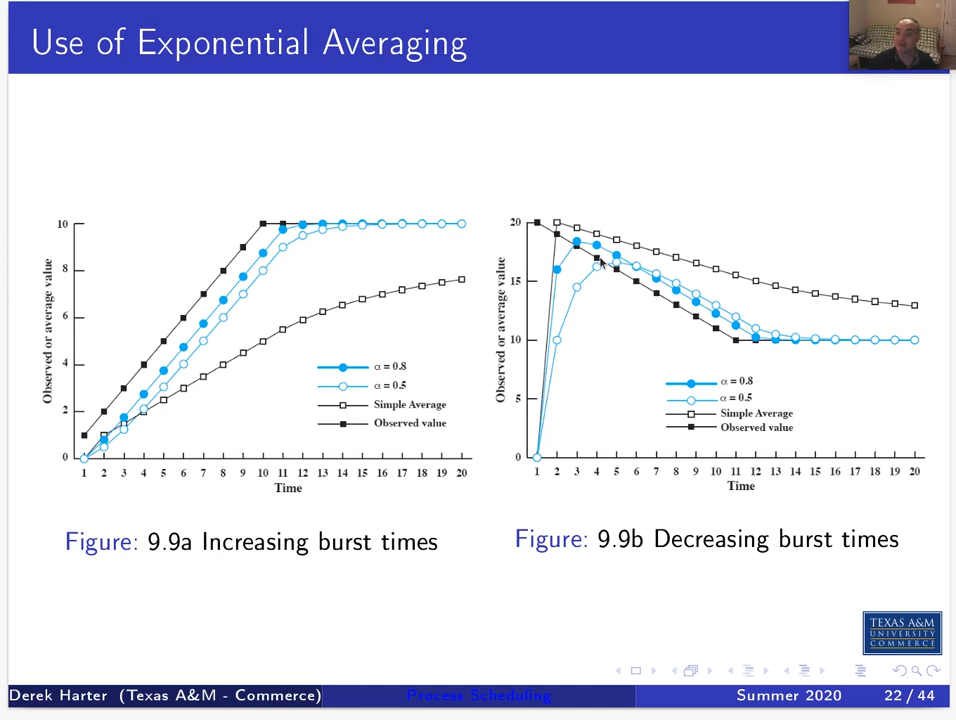 Use of Exponential Averaging
10
8
6
4
2
0
Observed or average value
1 2 3 4 5 6 7 8 9 10 11 12 13 14 15 16 17 18 19 20
Time
α = 0.8
α = 0.5
Simple Average
Observed value
Figure: 9.9a Increasing burst times
20
15
10
5
0
Observed or average value
1 2 3 4 5 6 7 8 9 10 11 12 13 14 15 16 17 18 19 20
Time
α = 0.8
α = 0.5
Simple Average
Observed value
Figure: 9.9b Decreasing burst times
TEXAS A&M
UNIVERSITY
COMMERCE
Derek Harter (Texas A&M - Commerce)
Process Scheduling
Summer 2020
22 / 44